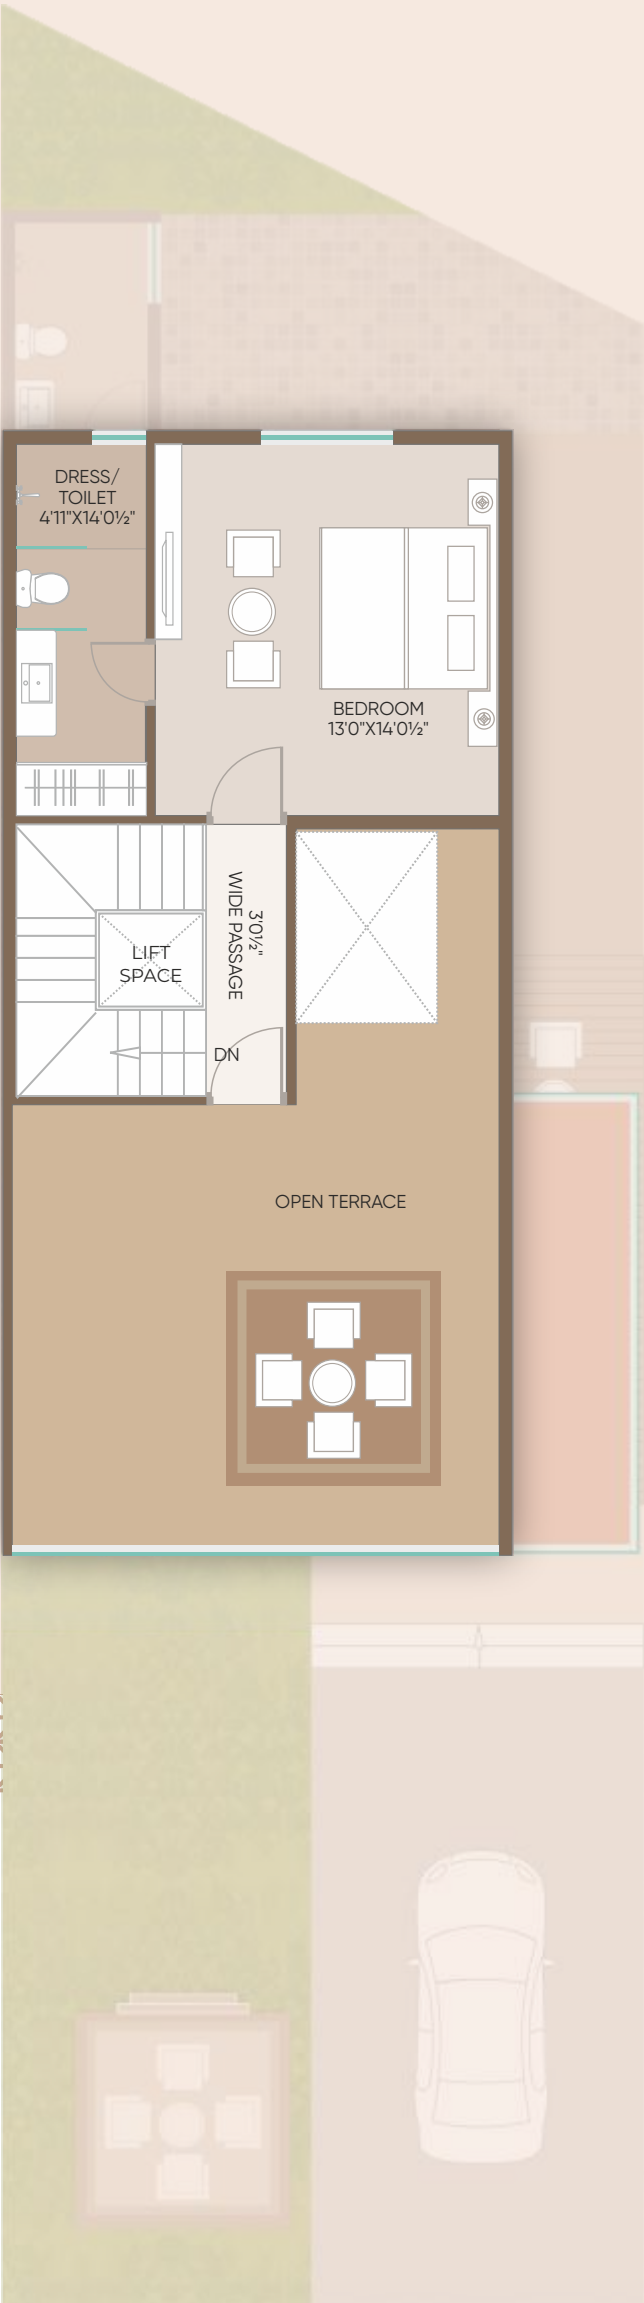 DRESS/
TOILET
4'11"X14'0½"
BEDROOM
13'0"X14'0½"
3'0½"
WIDE PASSAGE
LIFT
SPACE
DN
OPEN TERRACE